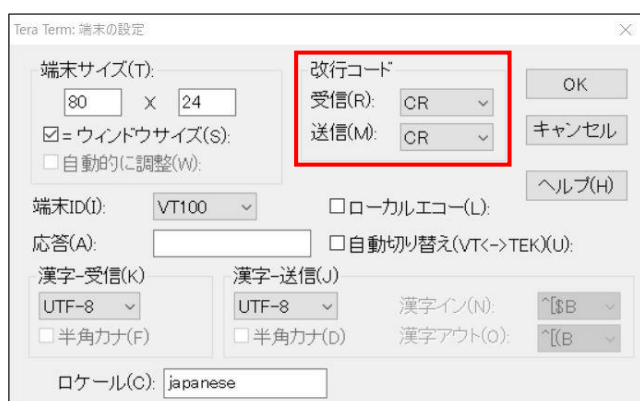 Tera Term: 端末の設定
端末サイズ(T):
80 X 24
☑=ウィンドウサイズ(S):
□自動的に調整(W):
改行コード
受信(R): CR
送信(M): CR
OK
キャンセル
ヘルプ(H)
端末ID(I): VT100
□ローカルエコー(L):
応答(A):
□自動切り替え(VT<->TEK)(U):
漢字-受信(K)
UTF-8
□半角カナ(F)
漢字-送信(J)
UTF-8
□半角カナ(D)
漢字イン(N): ^[$B
漢字アウト(O): ^[(B
ロケール(C): japanese